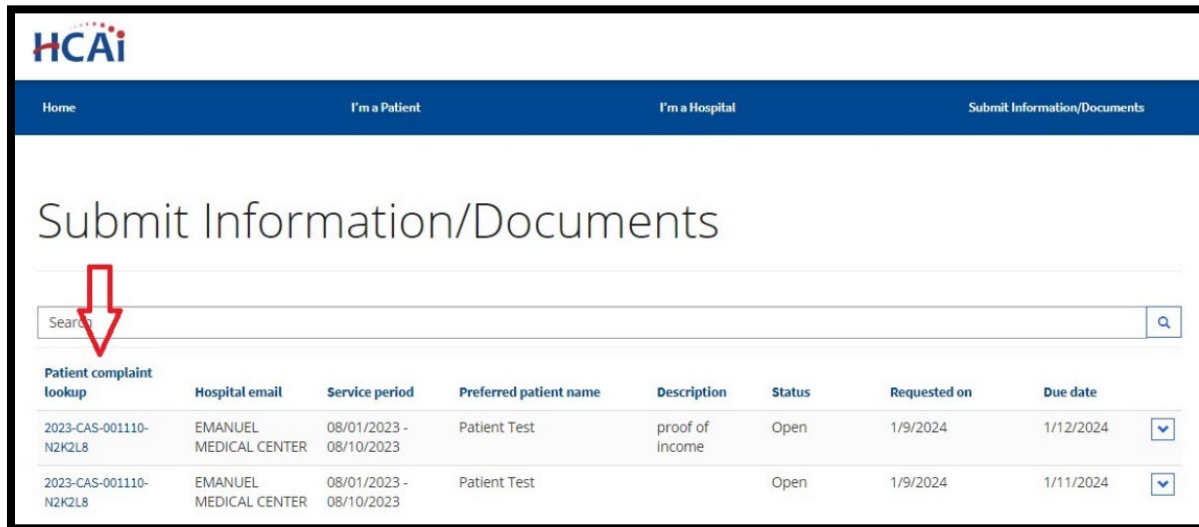 HCAi
Home I'm a Patient I'm a Hospital Submit Information/Documents
Submit Information/Documents
Search
Patient complaint
lookup Hospital email Service period Preferred patient name Description Status Requested on Due date
2023-CAS-001110- EMANUEL 08/01/2023 - Patient Test proof of Open 1/9/2024 1/12/2024
N2K2L8 MEDICAL CENTER 08/10/2023 income
2023-CAS-001110- EMANUEL 08/01/2023 - Patient Test Open 1/9/2024 1/11/2024
N2K2L8 MEDICAL CENTER 08/10/2023